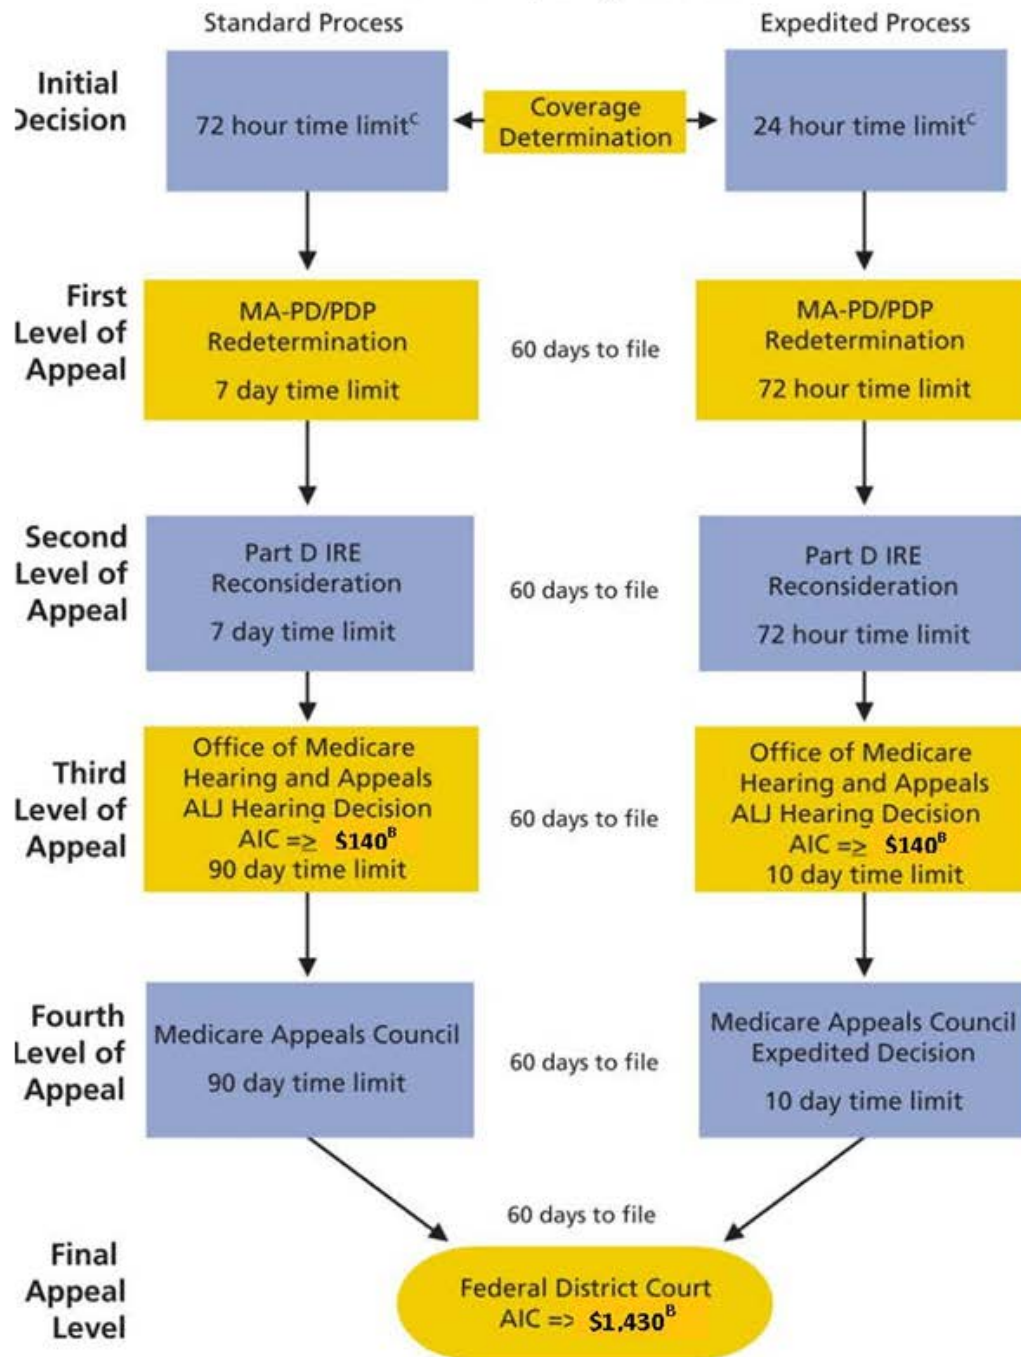 Standard Process
Expedited Process
Initial
Decision
72 hour time limitᶜ
Coverage
Determination
24 hour time limitᶜ
First
Level of
Appeal
MA-PD/PDP
Redetermination
7 day time limit
60 days to file
MA-PD/PDP
Redetermination
72 hour time limit
Second
Level of
Appeal
Part D IRE
Reconsideration
7 day time limit
60 days to file
Part D IRE
Reconsideration
72 hour time limit
Third
Level of
Appeal
Office of Medicare
Hearing and Appeals
ALJ Hearing Decision
AIC =≥ $140ᴮ
90 day time limit
60 days to file
Office of Medicare
Hearing and Appeals
ALJ Hearing Decision
AIC =≥ $140ᴮ
10 day time limit
Fourth
Level of
Appeal
Medicare Appeals Council
90 day time limit
60 days to file
Medicare Appeals Council
Expedited Decision
10 day time limit
60 days to file
Final
Appeal
Level
Federal District Court
AIC => $1,430ᴮ